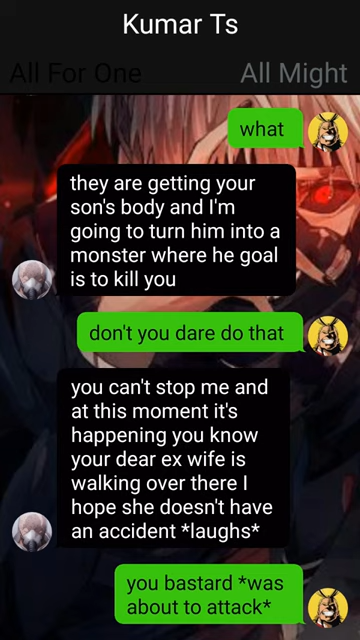 Kumar Ts
All For One
All Might
what
they are getting your
son's body and I'm
going to turn him into a
monster where he goal
is to kill you
don't you dare do that
you can't stop me and
at this moment it's
happening you know
your dear ex wife is
walking over there I
hope she doesn't have
an accident *laughs*
you bastard *was
about to attack*